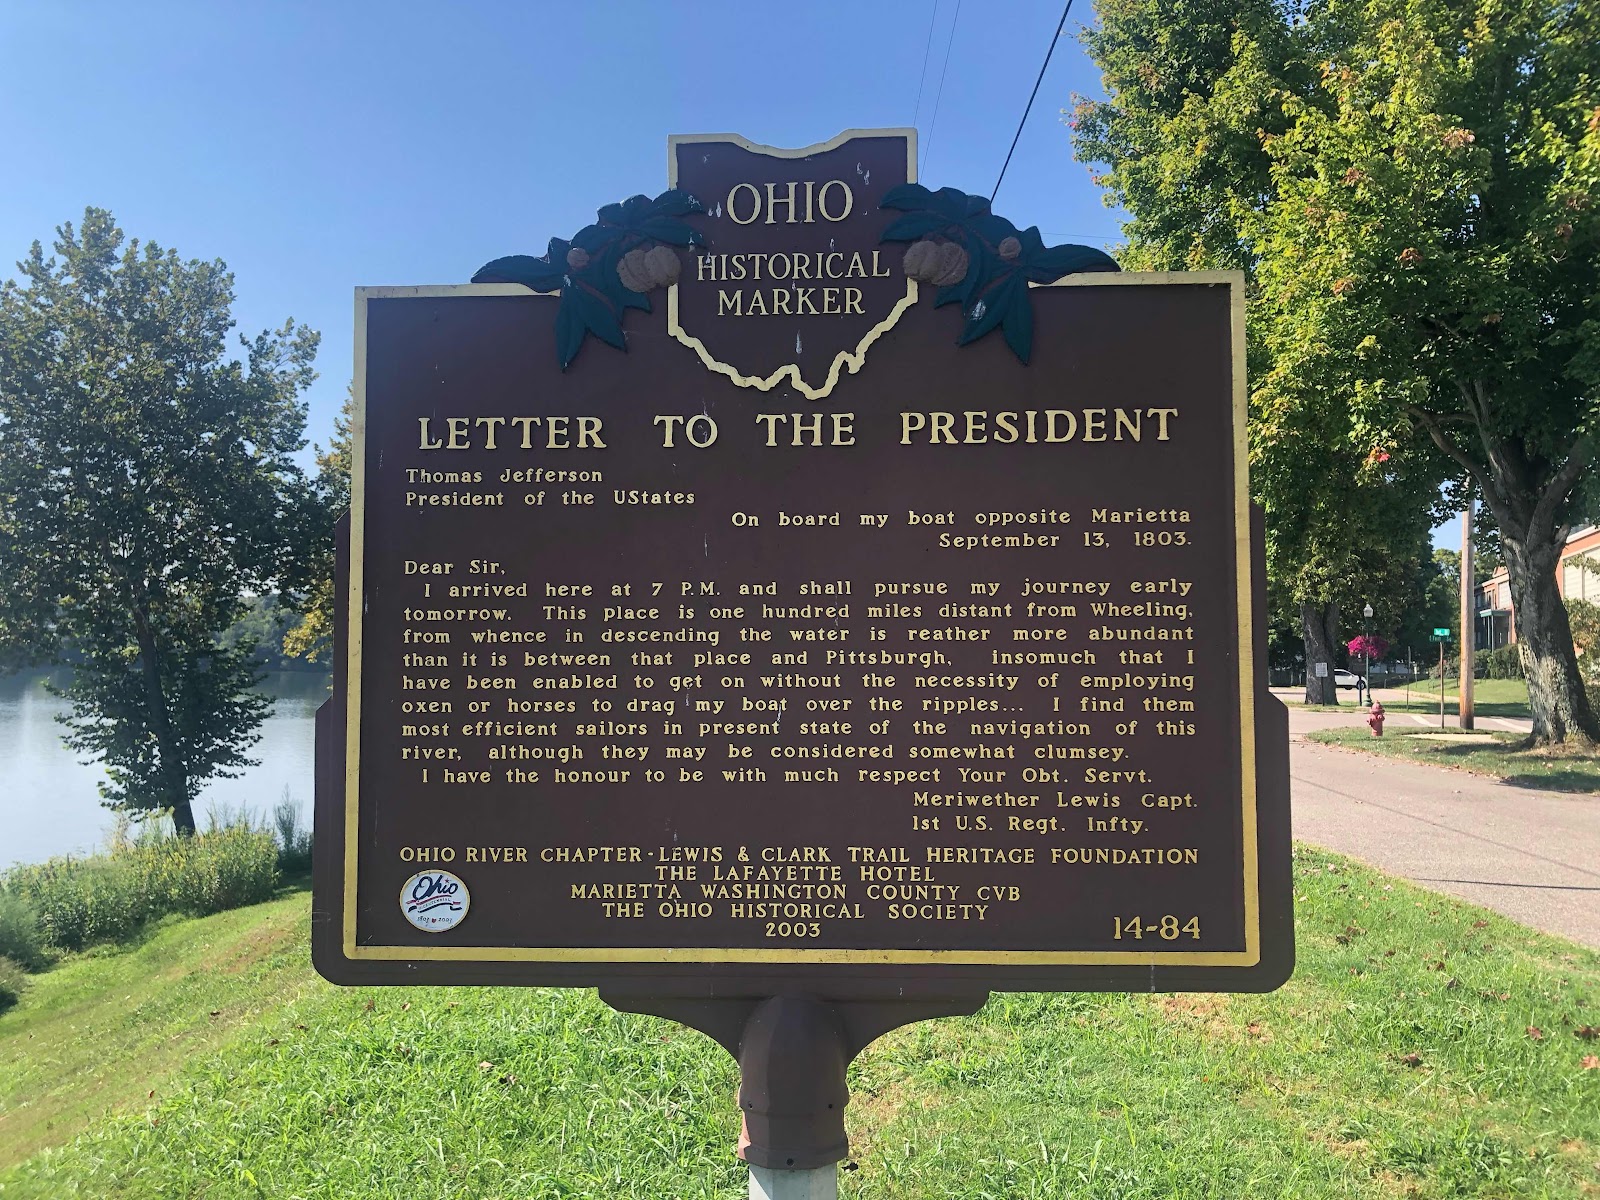 OHIO
HISTORICAL
MARKER
LETTER TO THE PRESIDENT
Thomas Jefferson
President of the UStates
On board my boat opposite Marietta
September 13, 1803.
Dear Sir,
I arrived here at 7 P.M. and shall pursue my journey early
tomorrow. This place is one hundred miles distant from Wheeling,
from whence in descending the water is reather more abundant
than it is between that place and Pittsburgh, insomuch that I
have been enabled to get on without the necessity of employing
oxen or horses to drag my boat over the ripples... I find them
most efficient sailors in present state of the navigation of this
river, although they may be considered somewhat clumsey.
I have the honour to be with much respect Your Obt. Servt.
Meriwether Lewis Capt.
1st U.S. Regt. Infty.
OHIO RIVER CHAPTER-LEWIS & CLARK TRAIL HERITAGE FOUNDATION
THE LAFAYETTE HOTEL
MARIETTA WASHINGTON COUNTY CVB
THE OHIO HISTORICAL SOCIETY
2003
14-84
Ohio